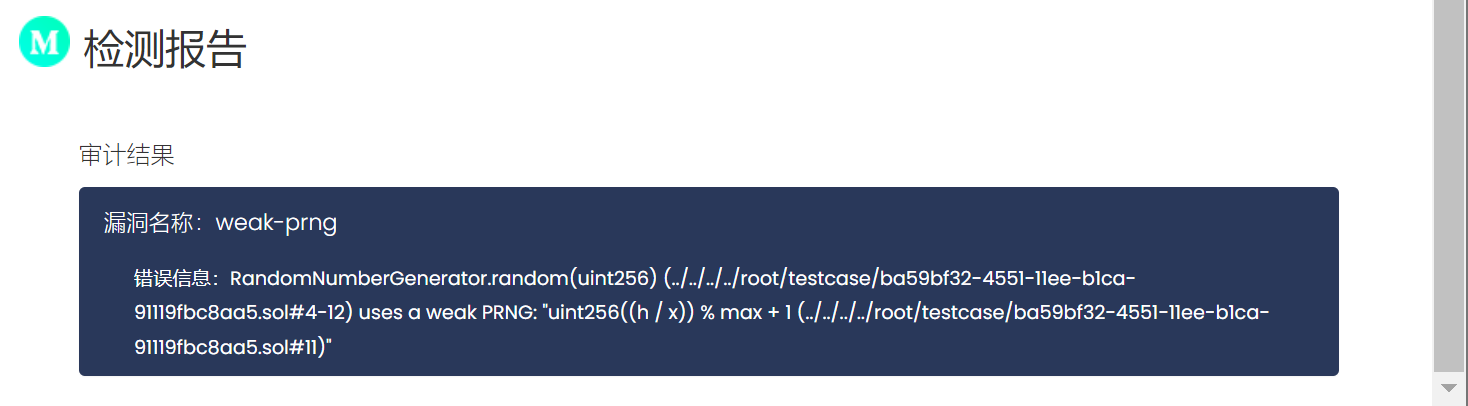 M 检测报告
审计结果
漏洞名称：weak-prng
错误信息：RandomNumberGenerator.random(uint256) (../../../../root/testcase/ba59bf32-4551-11ee-b1ca-
91119fbc8aa5.sol#4-12) uses a weak PRNG: "uint256((h / x)) % max + 1 (../../../../root/testcase/ba59bf32-4551-11ee-b1ca-
91119fbc8aa5.sol#11)"